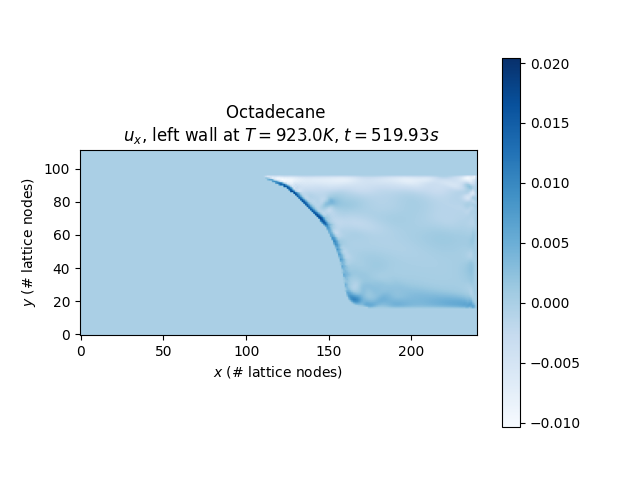 Octadecane
$u_x$, left wall at $T = 923.0K$, $t = 519.93s$
100
80
60
40
20
0
y (# lattice nodes)
0 50 100 150 200
x (# lattice nodes)
0.020
0.015
0.010
0.005
0.000
−0.005
−0.010